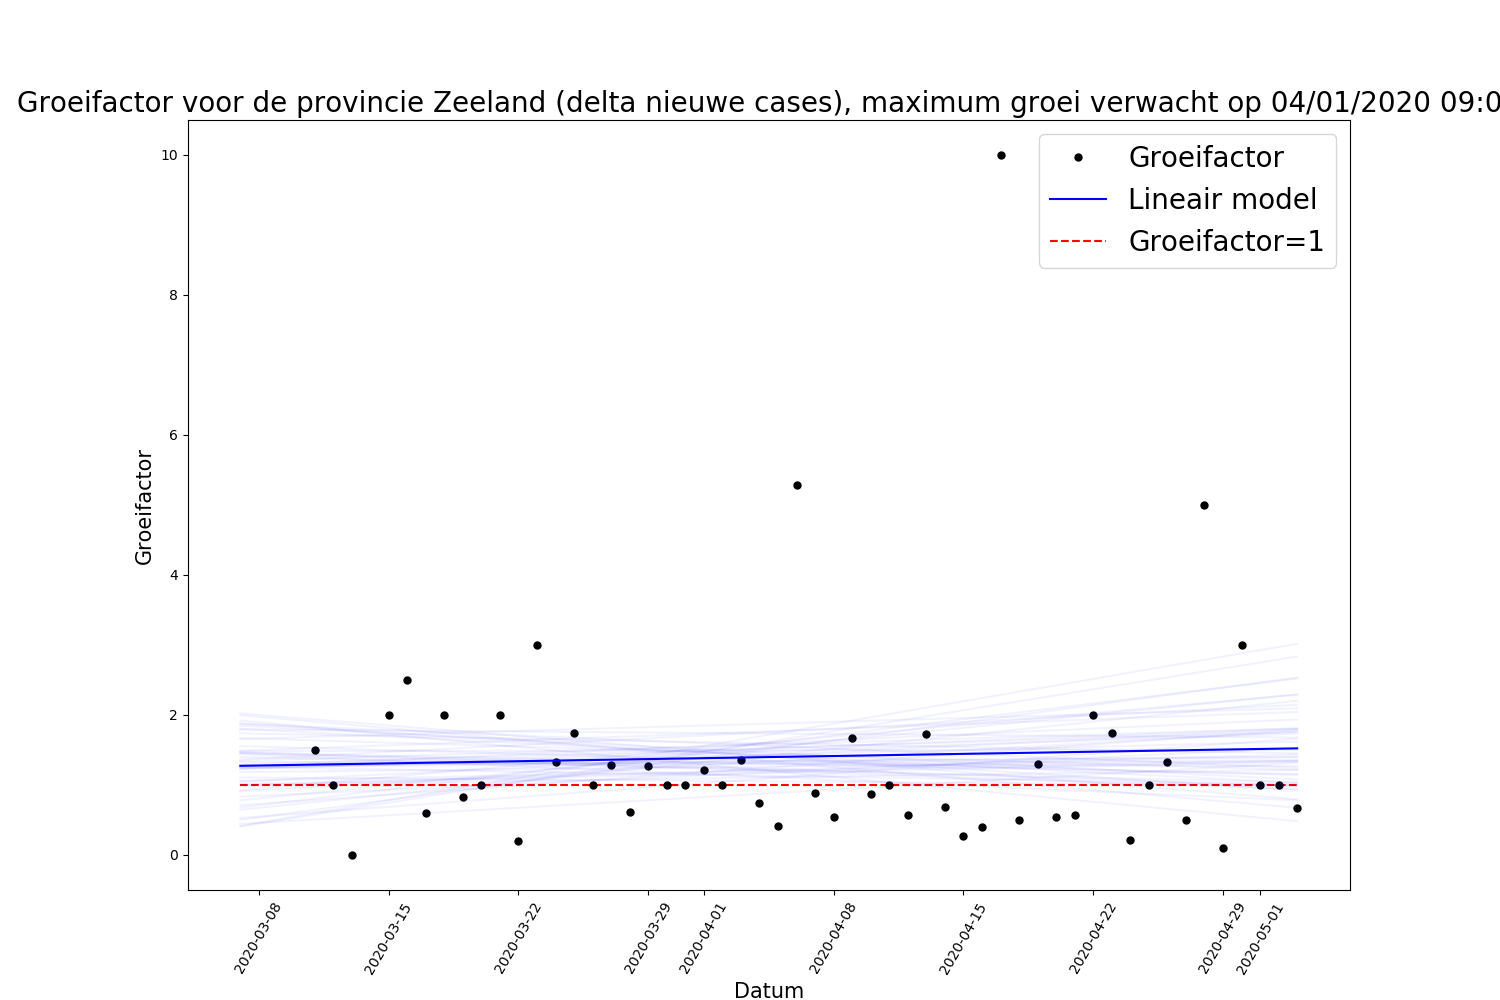 Groeifactor voor de provincie Zeeland (delta nieuwe cases), maximum groei verwacht op 04/01/2020 09:0
Groeifactor
Lineair model
Groeifactor=1
10
8
6
4
2
0
Groeifactor
2020-03-08
2020-03-15
2020-03-22
2020-03-29
2020-04-01
2020-04-08
2020-04-15
2020-04-22
2020-04-29
2020-05-01
Datum